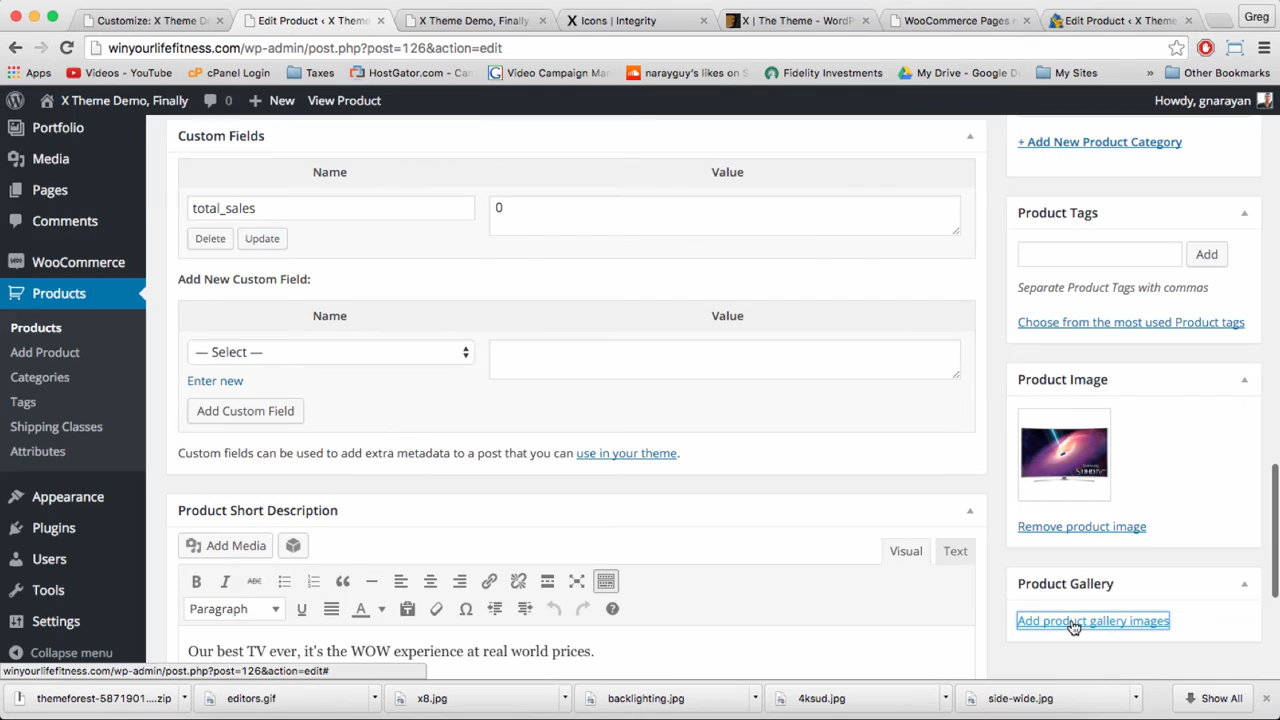 Customize: X Theme D
Edit Product ‹ X Theme
X Theme Demo, Finally
Icons | Integrity
X | The Theme - WordP
WooCommerce Pages n
Edit Product ‹ X Theme
Greg
winyourlifefitness.com/wp-admin/post.php?post=126&action=edit
Apps
Videos - YouTube
cPanel Login
Taxes
HostGator.com - Can
Video Campaign Ma
narayguy's likes on S
Fidelity Investments
My Drive - Google D
My Sites
»
Other Bookmarks
X Theme Demo, Finally
0
New
View Product
Howdy, gnarayan
Portfolio
Media
Pages
Comments
WooCommerce
Products
Products
Add Product
Categories
Tags
Shipping Classes
Attributes
Appearance
Plugins
Users
Tools
Settings
Collapse menu
Custom Fields
Name
Value
total_sales
0
Delete
Update
Add New Custom Field:
Name
Value
— Select —
Enter new
Add Custom Field
Custom fields can be used to add extra metadata to a post that you can use in your theme.
Product Short Description
Add Media
Visual
Text
B I ABC
Paragraph
U
A
Ω
Our best TV ever, it's the WOW experience at real world prices.
+ Add New Product Category
Product Tags
Add
Separate Product Tags with commas
Choose from the most used Product tags
Product Image
SUHDTV
Remove product image
Product Gallery
Add product gallery images
winyourlifefitness.com/wp-admin/post.php?post=126&action=edit#
themeforest-5871901....zip
editors.gif
x8.jpg
backlighting.jpg
4ksud.jpg
side-wide.jpg
Show All